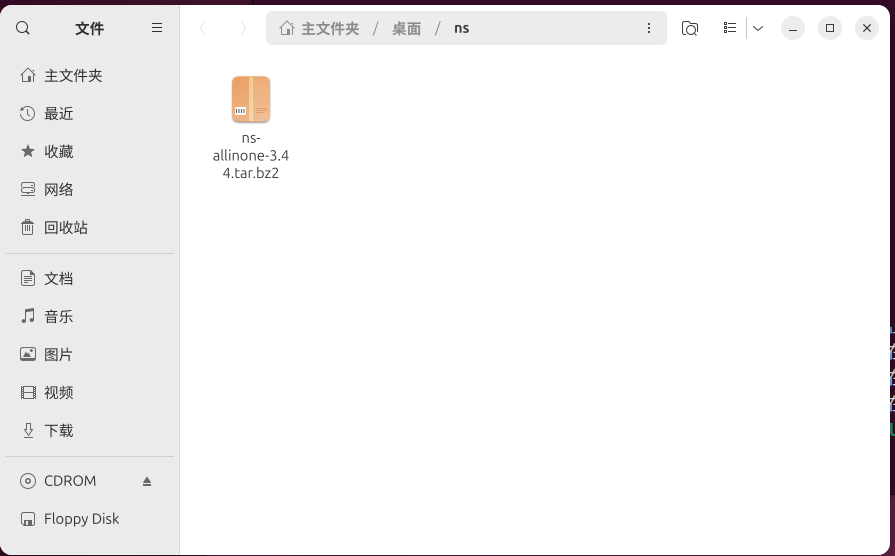 文件
主文件夹 / 桌面 / ns
主文件夹
最近
收藏
网络
回收站
文档
音乐
图片
视频
下载
CDROM
Floppy Disk
ns-
allinone-3.4
4.tar.bz2